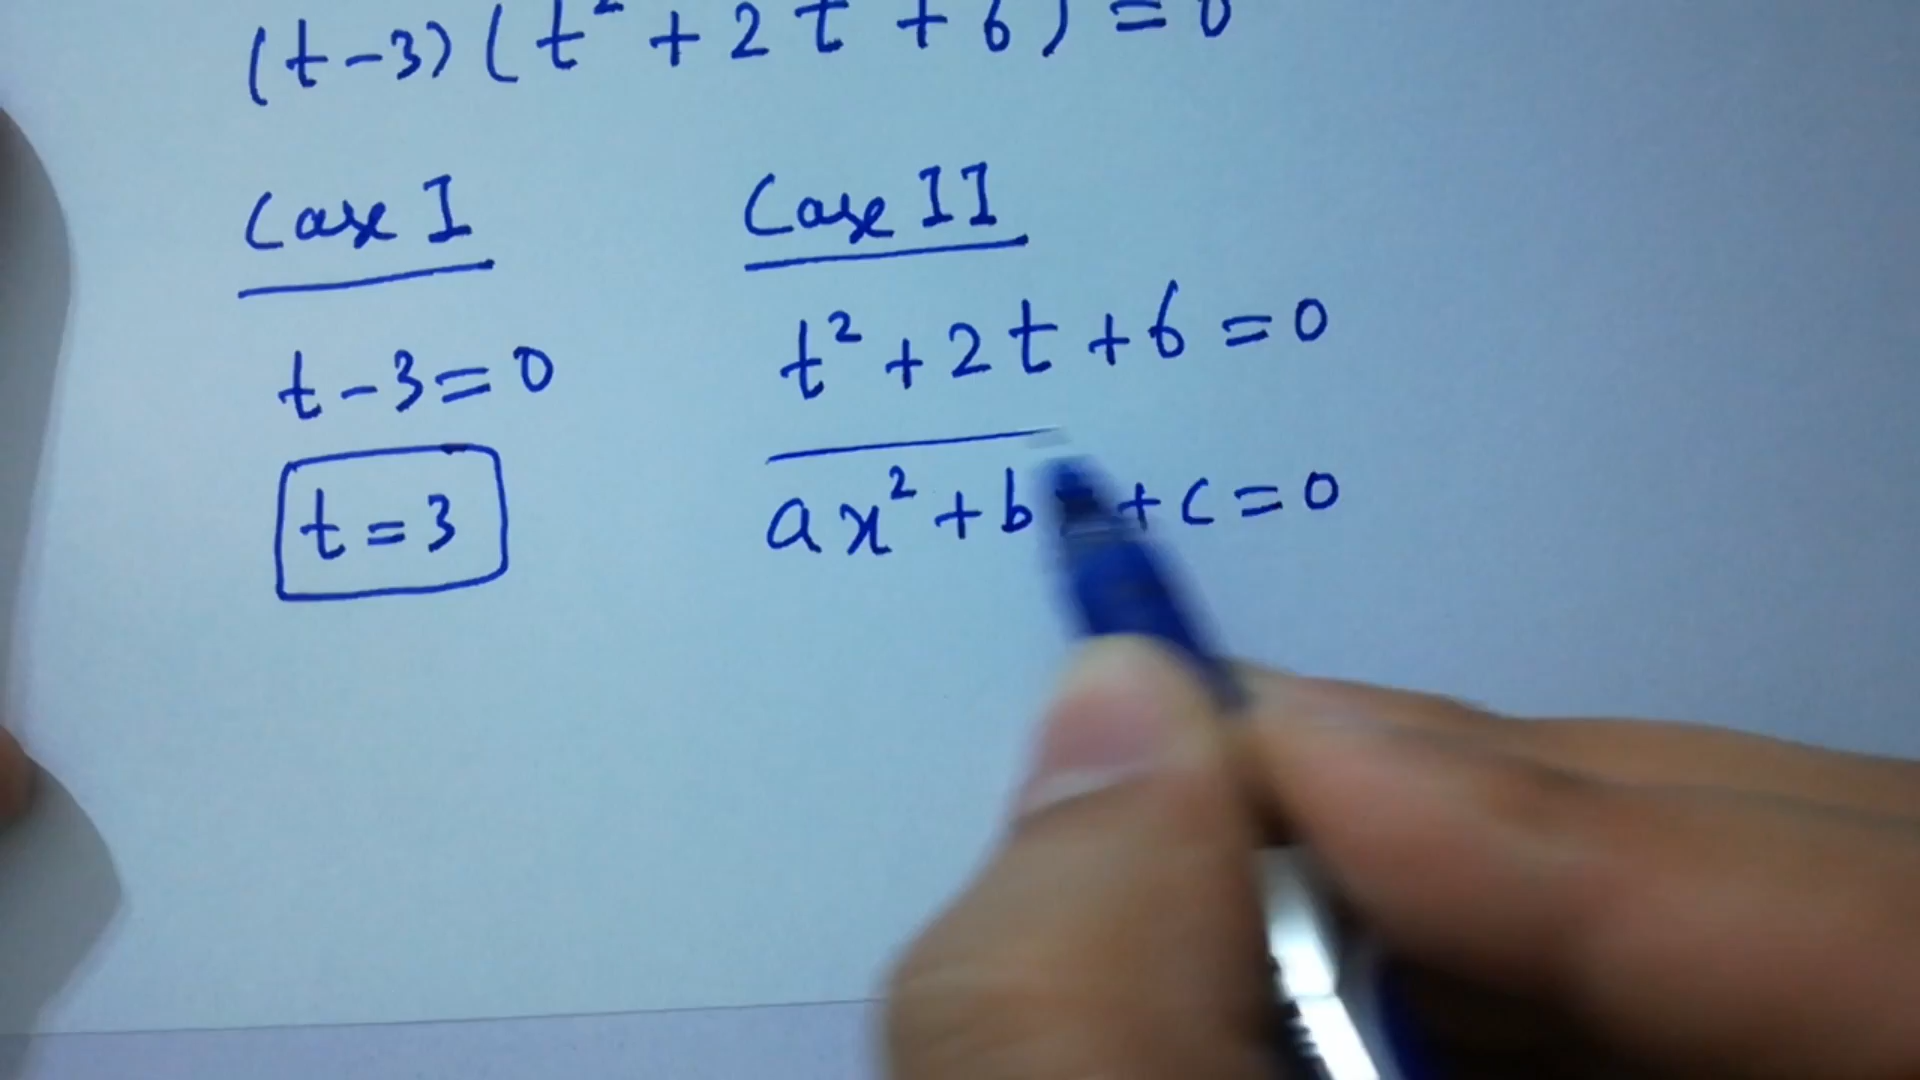 (t-3)(t²+2t+6)=0
Case I
t-3=0
t=3
Case II
t²+2t+6=0
ax²+b +c=0